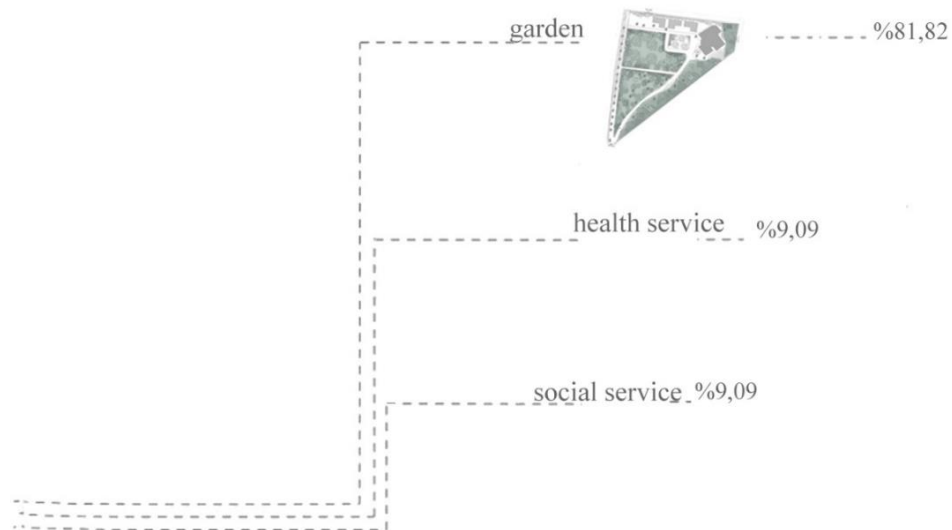 garden %81,82
health service %9,09
social service %9,09